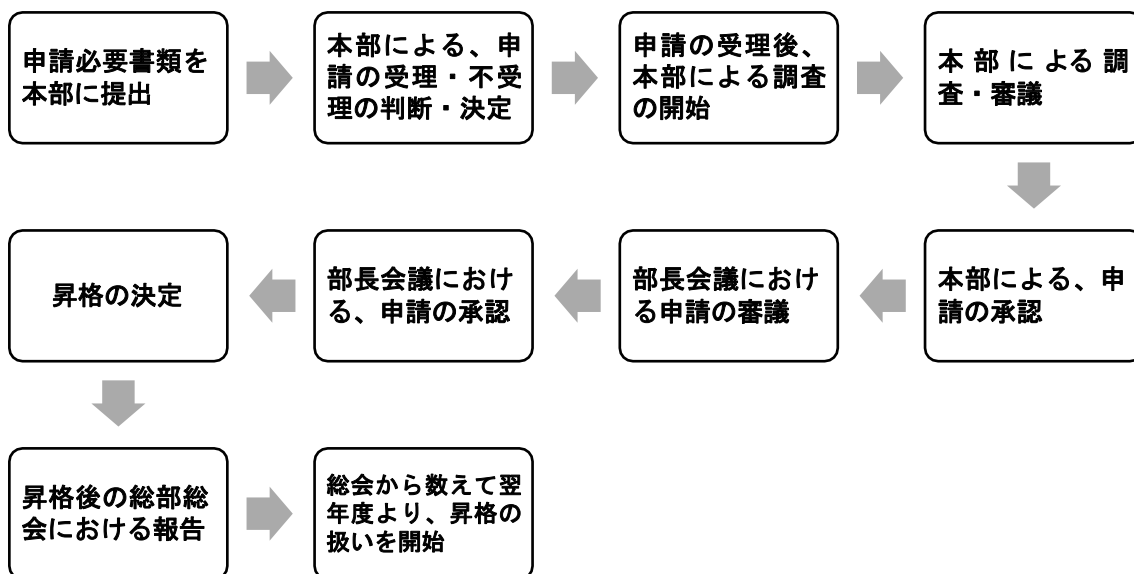 申請必要書類を
本部に提出
本部による、申
請の受理・不受
理の判断・決定
申請の受理後、
本部による調査
の開始
本部による調
査・審議
本部による、申
請の承認
部長会議におけ
る申請の審議
部長会議におけ
る、申請の承認
昇格の決定
昇格後の総部総
会における報告
総会から数えて翌
年度より、昇格の
扱いを開始